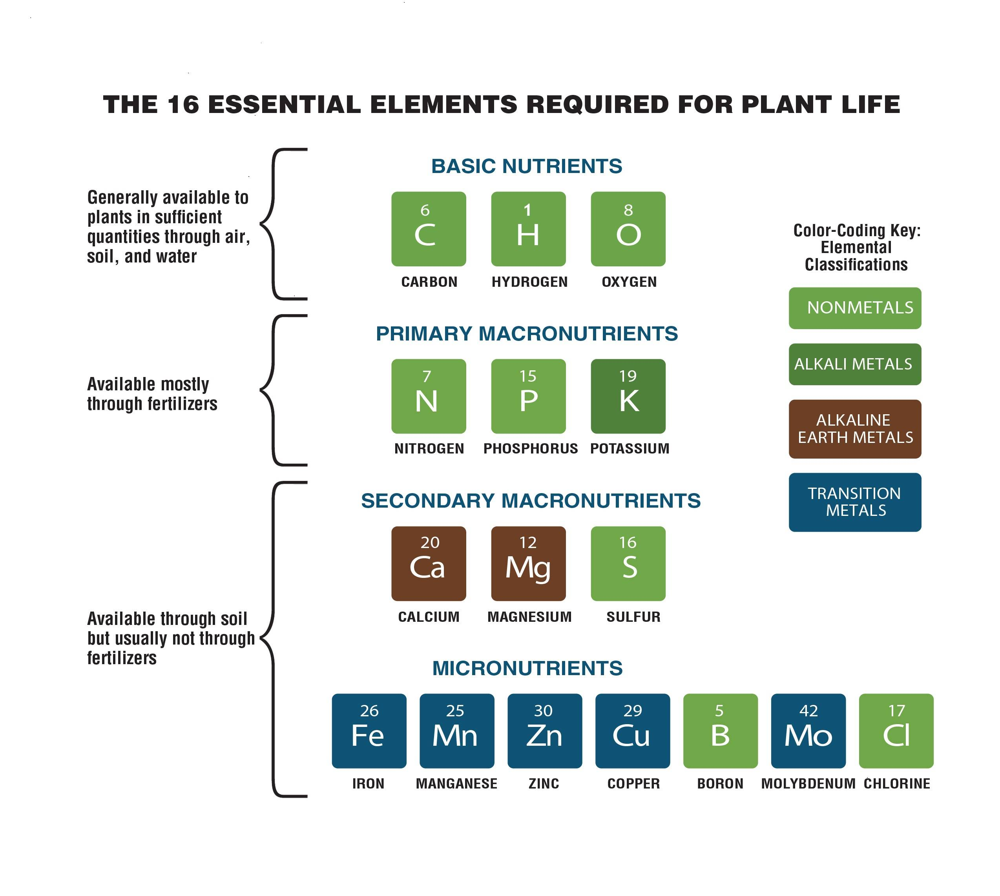 THE 16 ESSENTIAL ELEMENTS REQUIRED FOR PLANT LIFE
Generally available to
plants in sufficient
quantities through air,
soil, and water
BASIC NUTRIENTS
6
C
CARBON
1
H
HYDROGEN
8
O
OXYGEN
Available mostly
through fertilizers
PRIMARY MACRONUTRIENTS
7
N
NITROGEN
15
P
PHOSPHORUS
19
K
POTASSIUM
Available through soil
but usually not through
fertilizers
SECONDARY MACRONUTRIENTS
20
Ca
CALCIUM
12
Mg
MAGNESIUM
16
S
SULFUR
MICRONUTRIENTS
26
Fe
IRON
25
Mn
MANGANESE
30
Zn
ZINC
29
Cu
COPPER
5
B
BORON
42
Mo
MOLYBDENUM
17
Cl
CHLORINE
Color-Coding Key:
Elemental
Classifications
NONMETALS
ALKALI METALS
ALKALINE
EARTH METALS
TRANSITION
METALS